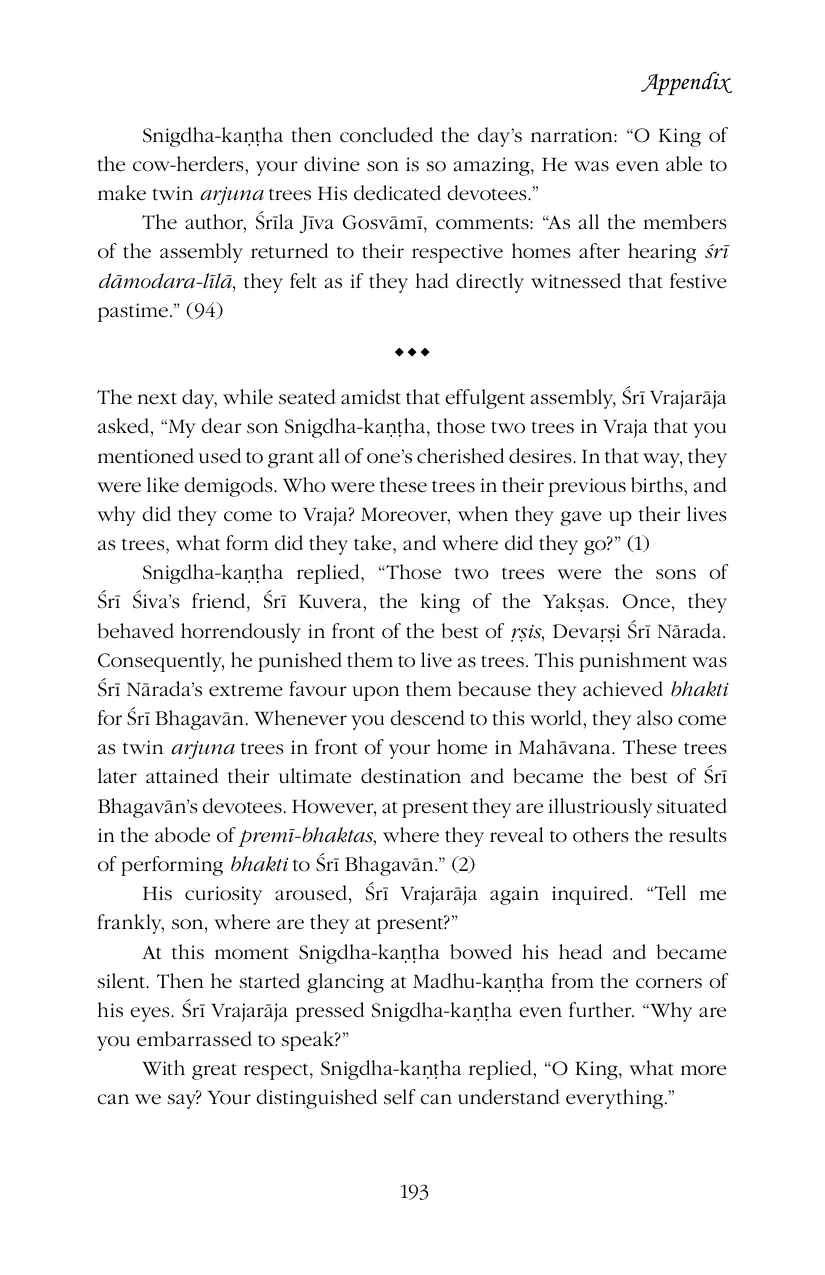 Appendix
Snigdha-kaṇṭha then concluded the day’s narration: “O King of
the cow-herders, your divine son is so amazing, He was even able to
make twin arjuna trees His dedicated devotees.”
The author, Śrīla Jīva Gosvāmī, comments: “As all the members
of the assembly returned to their respective homes after hearing śrī
dāmodara-līlā, they felt as if they had directly witnessed that festive
pastime.” (94)
◆◆◆
The next day, while seated amidst that effulgent assembly, Śrī Vrajarāja
asked, “My dear son Snigdha-kaṇṭha, those two trees in Vraja that you
mentioned used to grant all of one’s cherished desires. In that way, they
were like demigods. Who were these trees in their previous births, and
why did they come to Vraja? Moreover, when they gave up their lives
as trees, what form did they take, and where did they go?” (1)
Snigdha-kaṇṭha replied, “Those two trees were the sons of
Śrī Śiva’s friend, Śrī Kuvera, the king of the Yakṣas. Once, they
behaved horrendously in front of the best of ṛṣis, Devaṛṣi Śrī Nārada.
Consequently, he punished them to live as trees. This punishment was
Śrī Nārada’s extreme favour upon them because they achieved bhakti
for Śrī Bhagavān. Whenever you descend to this world, they also come
as twin arjuna trees in front of your home in Mahāvana. These trees
later attained their ultimate destination and became the best of Śrī
Bhagavān’s devotees. However, at present they are illustriously situated
in the abode of premī-bhaktas, where they reveal to others the results
of performing bhakti to Śrī Bhagavān.” (2)
His curiosity aroused, Śrī Vrajarāja again inquired. “Tell me
frankly, son, where are they at present?”
At this moment Snigdha-kaṇṭha bowed his head and became
silent. Then he started glancing at Madhu-kaṇṭha from the corners of
his eyes. Śrī Vrajarāja pressed Snigdha-kaṇṭha even further. “Why are
you embarrassed to speak?”
With great respect, Snigdha-kaṇṭha replied, “O King, what more
can we say? Your distinguished self can understand everything.”
193